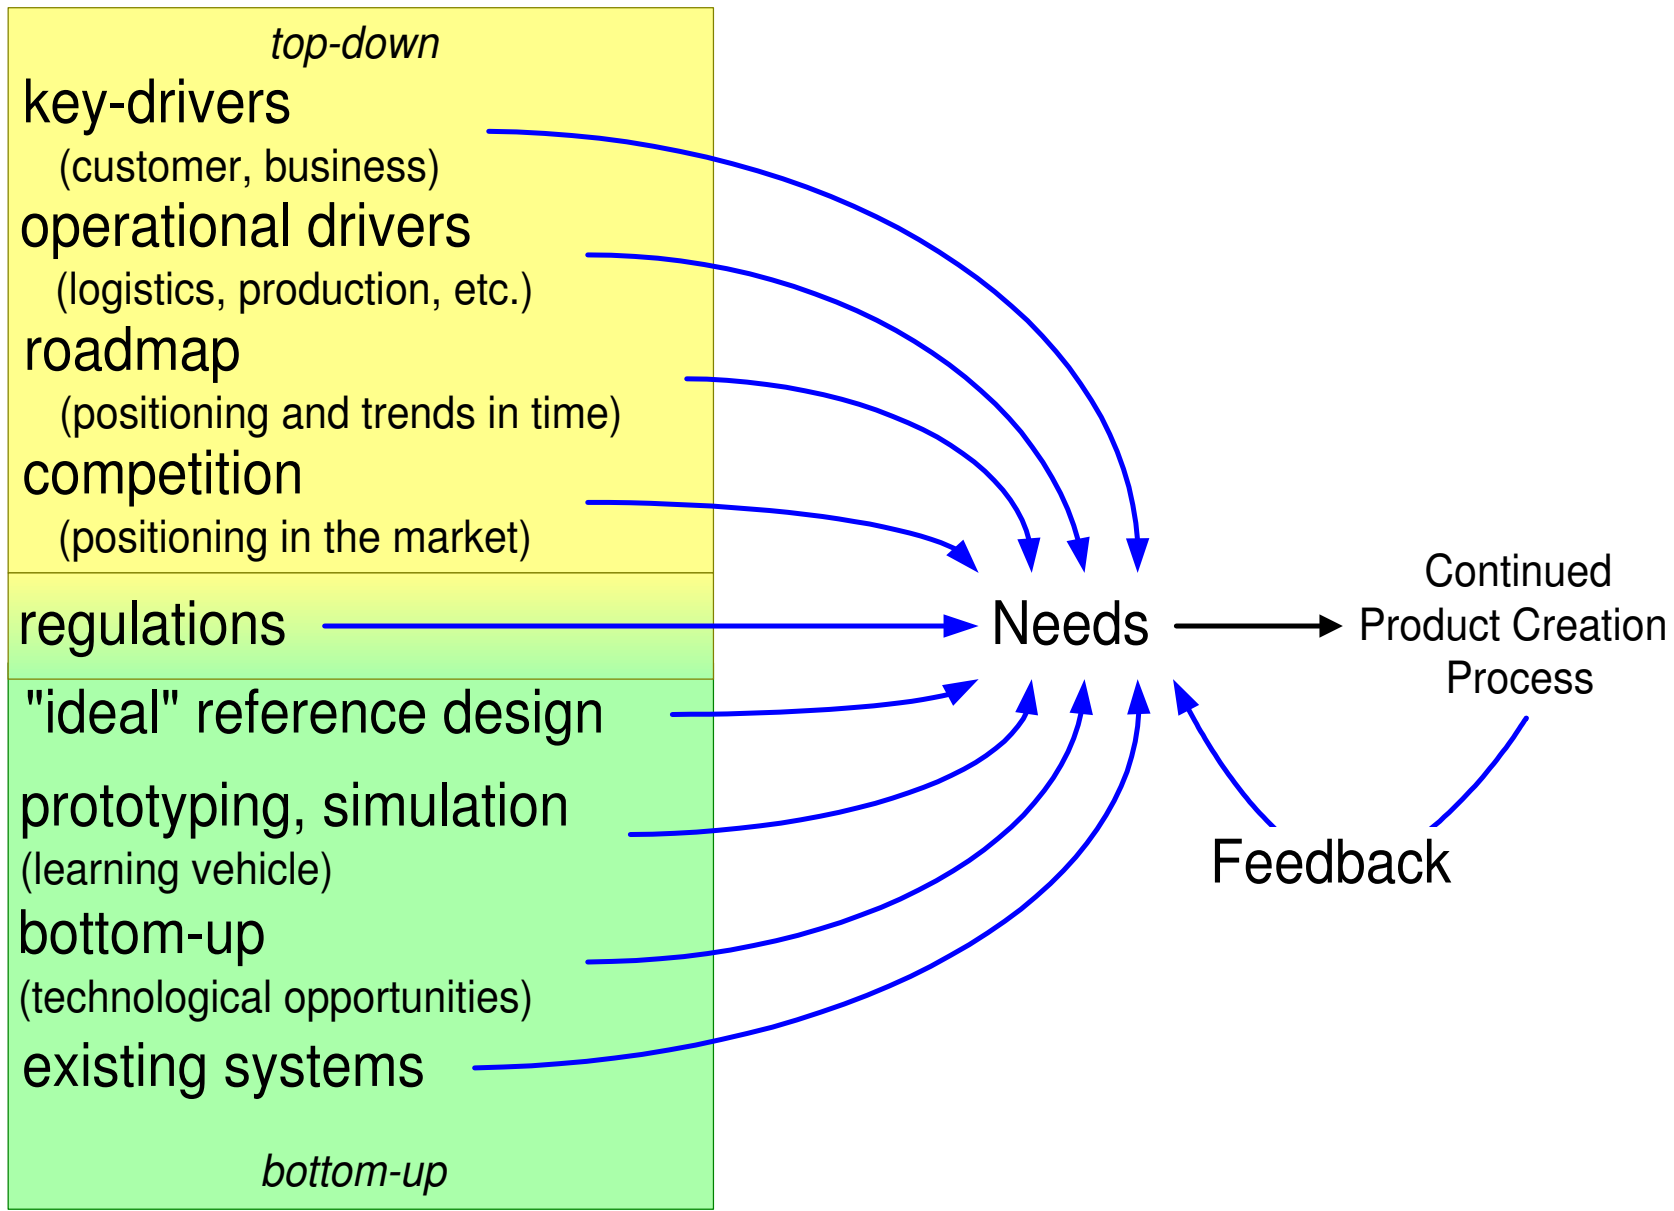 top-down
key-drivers
(customer, business)
operational drivers
(logistics, production, etc.)
roadmap
(positioning and trends in time)
competition
(positioning in the market)
regulations
"ideal" reference design
prototyping, simulation
(learning vehicle)
bottom-up
(technological opportunities)
existing systems
bottom-up
Needs
Continued
Product Creation
Process
Feedback